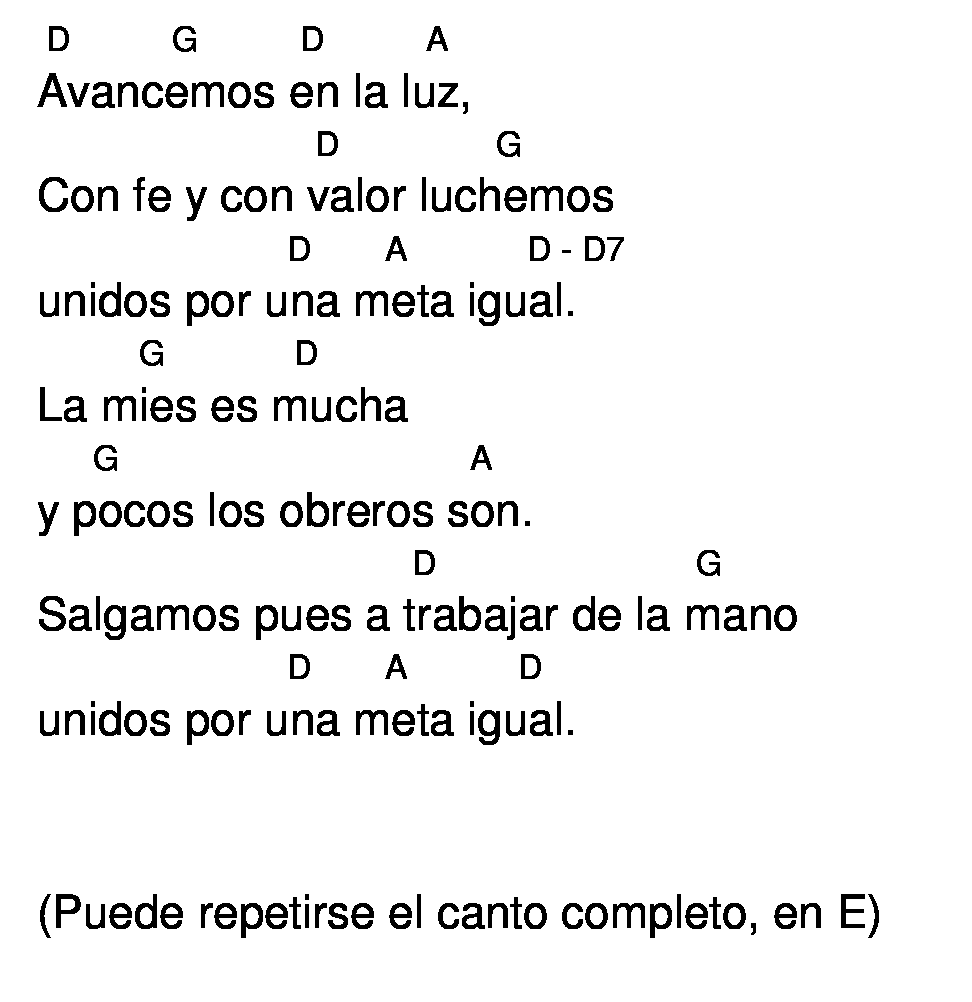 D G D A
Avancemos en la luz,
D G
Con fe y con valor luchemos
D A D - D7
unidos por una meta igual.
G D
La mies es mucha
G A
y pocos los obreros son.
D G
Salgamos pues a trabajar de la mano
D A D
unidos por una meta igual.
(Puede repetirse el canto completo, en E)